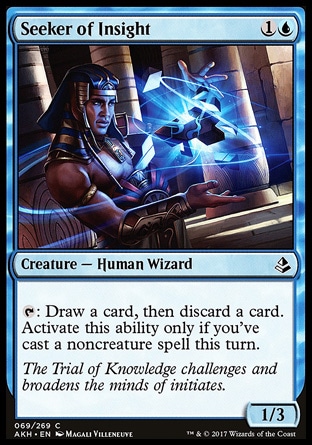 Seeker of Insight 1
Creature — Human Wizard
: Draw a card, then discard a card.
Activate this ability only if you've
cast a noncreature spell this turn.
The Trial of Knowledge challenges and
broadens the minds of initiates.
1/3
069/269 C
AKH • EN Magali Villeneuve
™ & © 2017 Wizards of the Coast